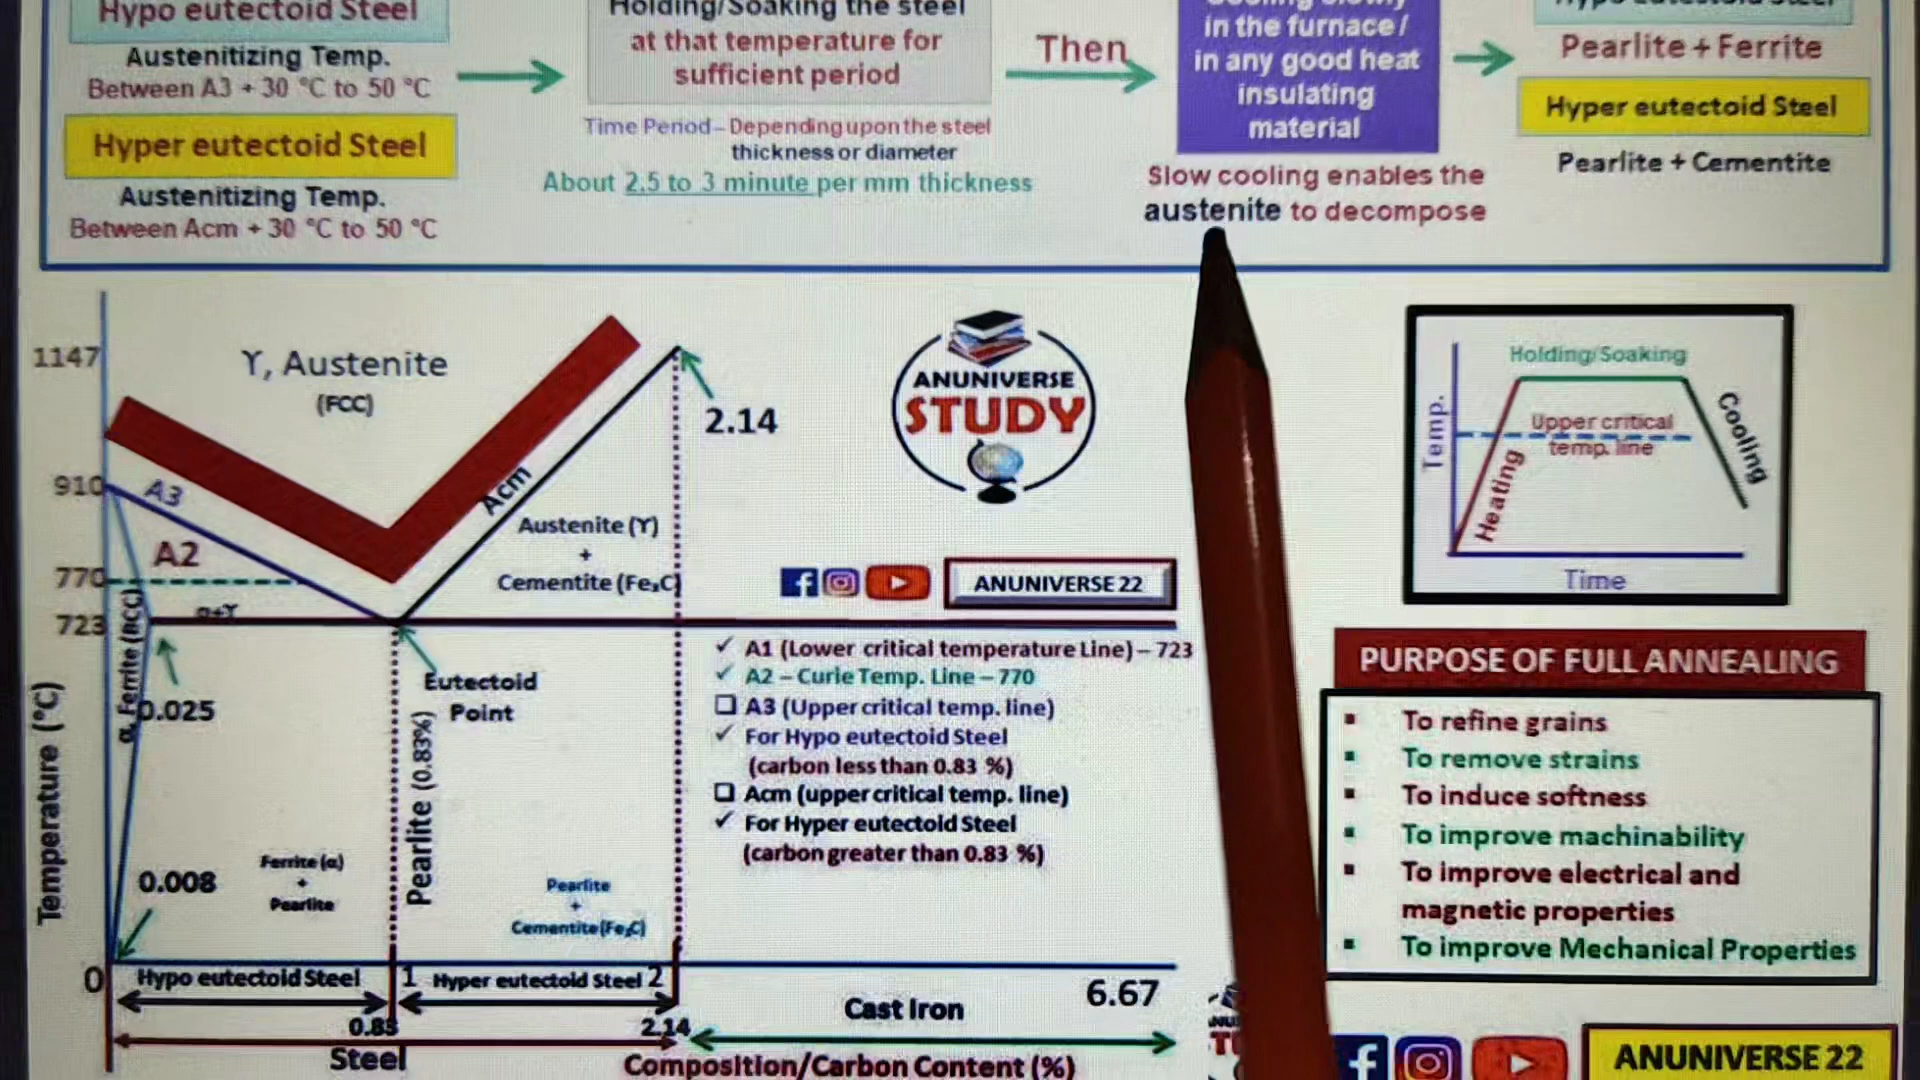 Hypo eutectoid Steel
Austenitizing Temp.
Between A3 + 30 °C to 50 °C
Hyper eutectoid Steel
Austenitizing Temp.
Between Acm + 30 °C to 50 °C
Holding/Soaking the steel
at that temperature for
sufficient period
Time Period – Depending upon the steel
thickness or diameter
About 2.5 to 3 minute per mm thickness
Then
Cooling slowly
in the furnace /
in any good heat
insulating
material
Slow cooling enables the
austenite to decompose
Hypo eutectoid Steel
Pearlite + Ferrite
Hyper eutectoid Steel
Pearlite + Cementite
1147
910
770
723
0
Temperature (°C)
ϒ, Austenite
(FCC)
A3
A2
α+ϒ
α, Ferrite (BCC)
Acm
2.14
Austenite (ϒ)
+
Cementite (Fe₃C)
0.025
Eutectoid
Point
Pearlite (0.83%)
0.008
Ferrite (α)
+
Pearlite
Pearlite
+
Cementite(Fe₃C)
Hypo eutectoid Steel
1
Hyper eutectoid Steel
2
0.83
2.14
Steel
Cast Iron
6.67
Composition/Carbon Content (%)
ANUNIVERSE
STUDY
ANUNIVERSE 22
✓ A1 (Lower critical temperature Line) – 723
✓ A2 – Curie Temp. Line – 770
❑ A3 (Upper critical temp. line)
✓ For Hypo eutectoid Steel
(carbon less than 0.83 %)
❑ Acm (upper critical temp. line)
✓ For Hyper eutectoid Steel
(carbon greater than 0.83 %)
Temp.
Holding/Soaking
Upper critical
temp. line
Heating
Cooling
Time
PURPOSE OF FULL ANNEALING
▪ To refine grains
▪ To remove strains
▪ To induce softness
▪ To improve machinability
▪ To improve electrical and
magnetic properties
▪ To improve Mechanical Properties
ANUNIVERSE 22